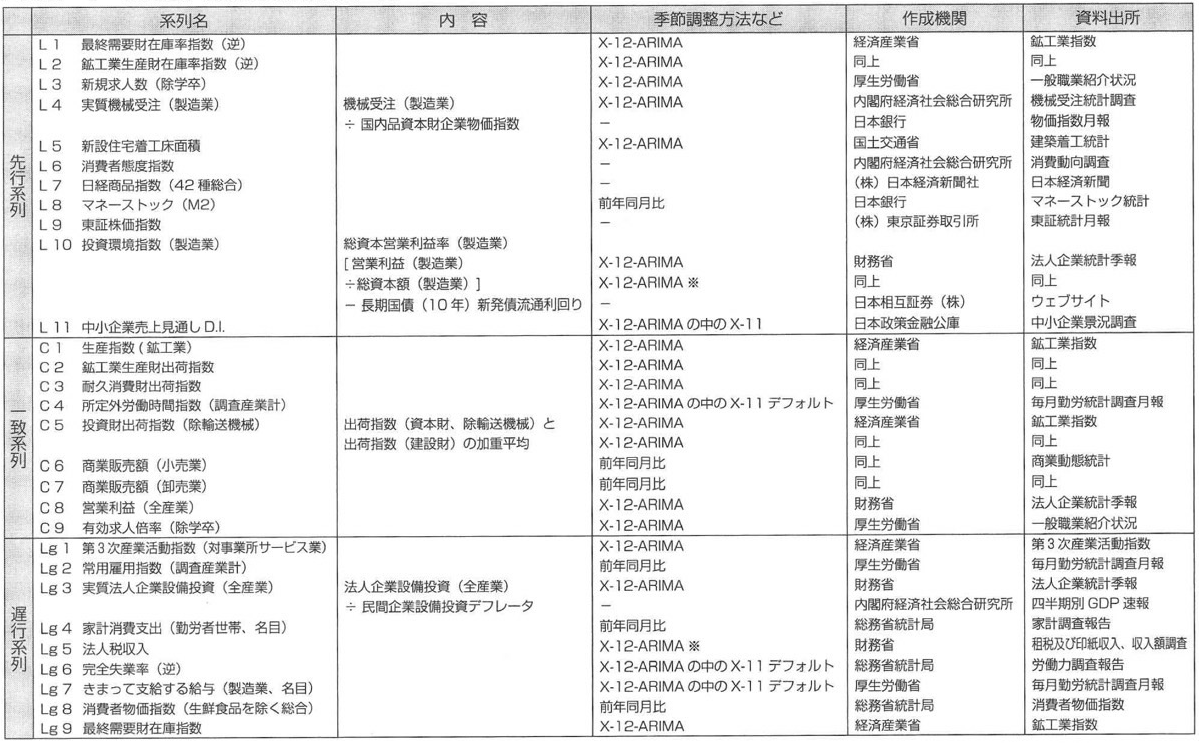 系列名 内 容 季節調整方法など 作成機関 資料出所
先行系列
L 1 最終需要財在庫率指数(逆) X-12-ARIMA 経済産業省 鉱工業指数
L 2 鉱工業生産財在庫率指数(逆) X-12-ARIMA 同上 同上
L 3 新規求人数(除学卒) X-12-ARIMA 厚生労働省 一般職業紹介状況
L 4 実質機械受注(製造業) 機械受注(製造業) X-12-ARIMA 内閣府経済社会総合研究所 機械受注統計調査
÷ 国内品資本財企業物価指数 − 日本銀行 物価指数月報
L 5 新設住宅着工床面積 X-12-ARIMA 国土交通省 建築着工統計
L 6 消費者態度指数 − 内閣府経済社会総合研究所 消費動向調査
L 7 日経商品指数(42種総合) − (株)日本経済新聞社 日本経済新聞
L 8 マネーストック(M2) 前年同月比 日本銀行 マネーストック統計
L 9 東証株価指数 − (株)東京証券取引所 東証統計月報
L 10 投資環境指数(製造業) 総資本営業利益率(製造業)
[ 営業利益(製造業) X-12-ARIMA 財務省 法人企業統計季報
÷総資本額(製造業)] X-12-ARIMA ※ 同上 同上
− 長期国債(10年)新発債流通利回り − 日本相互証券(株) ウェブサイト
L 11 中小企業売上見通しD.I. X-12-ARIMAの中のX-11 日本政策金融公庫 中小企業景況調査
一致系列
C 1 生産指数(鉱工業) X-12-ARIMA 経済産業省 鉱工業指数
C 2 鉱工業生産財出荷指数 X-12-ARIMA 同上 同上
C 3 耐久消費財出荷指数 X-12-ARIMA 同上 同上
C 4 所定外労働時間指数(調査産業計) X-12-ARIMAの中のX-11デフォルト 厚生労働省 毎月勤労統計調査月報
C 5 投資財出荷指数(除輸送機械) 出荷指数(資本財、除輸送機械)と X-12-ARIMA 経済産業省 鉱工業指数
出荷指数(建設財)の加重平均 X-12-ARIMA 同上 同上
C 6 商業販売額(小売業) 前年同月比 同上 商業動態統計
C 7 商業販売額(卸売業) 前年同月比 同上 同上
C 8 営業利益(全産業) X-12-ARIMA 財務省 法人企業統計季報
C 9 有効求人倍率(除学卒) X-12-ARIMA 厚生労働省 一般職業紹介状況
遅行系列
Lg 1 第3次産業活動指数(対事業所サービス業) X-12-ARIMA 経済産業省 第3次産業活動指数
Lg 2 常用雇用指数(調査産業計) 前年同月比 厚生労働省 毎月勤労統計調査月報
Lg 3 実質法人企業設備投資(全産業) 法人企業設備投資(全産業) X-12-ARIMA 財務省 法人企業統計季報
÷ 民間企業設備投資デフレータ − 内閣府経済社会総合研究所 四半期別GDP速報
Lg 4 家計消費支出(勤労者世帯、名目) 前年同月比 総務省統計局 家計調査報告
Lg 5 法人税収入 X-12-ARIMA ※ 財務省 租税及び印紙収入、収入額調査
Lg 6 完全失業率(逆) X-12-ARIMAの中のX-11デフォルト 総務省統計局 労働力調査報告
Lg 7 きまって支給する給与(製造業、名目) X-12-ARIMAの中のX-11デフォルト 厚生労働省 毎月勤労統計調査月報
Lg 8 消費者物価指数(生鮮食品を除く総合) 前年同月比 総務省統計局 消費者物価指数
Lg 9 最終需要財在庫指数 X-12-ARIMA 経済産業省 鉱工業指数